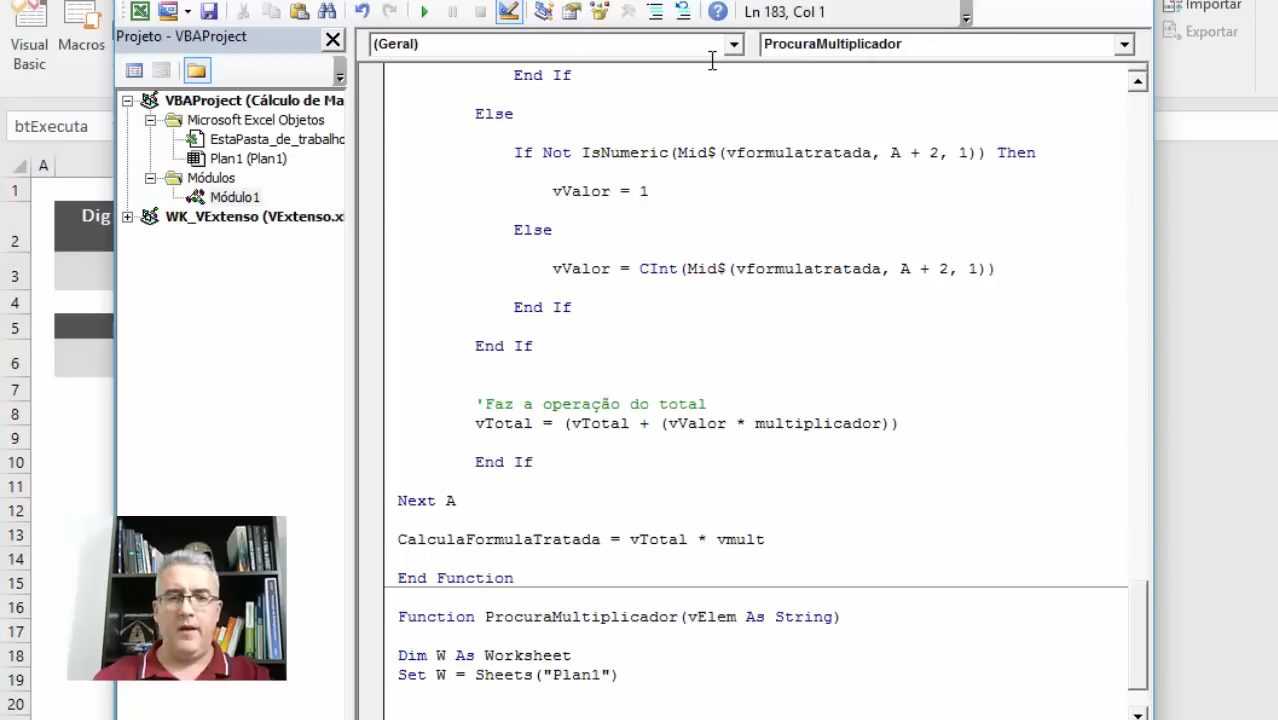 Visual
Basic
Macros
Importar
Exportar
Ln 183, Col 1
Projeto - VBAProject
(Geral)
ProcuraMultiplicador
VBAProject (Cálculo de Ma
Microsoft Excel Objetos
EstaPasta_de_trabalho
Plan1 (Plan1)
Módulos
Módulo1
WK_VExtenso (VExtenso.x
btExecuta
A
1
2
3
4
5
6
7
8
9
10
11
12
13
14
15
16
17
18
19
20
Dig
End If
Else
If Not IsNumeric(Mid$(vformulatratada, A + 2, 1)) Then
vValor = 1
Else
vValor = CInt(Mid$(vformulatratada, A + 2, 1))
End If
End If
'Faz a operação do total
vTotal = (vTotal + (vValor * multiplicador))
End If
Next A
CalculaFormulaTratada = vTotal * vmult
End Function
Function ProcuraMultiplicador(vElem As String)
Dim W As Worksheet
Set W = Sheets("Plan1")